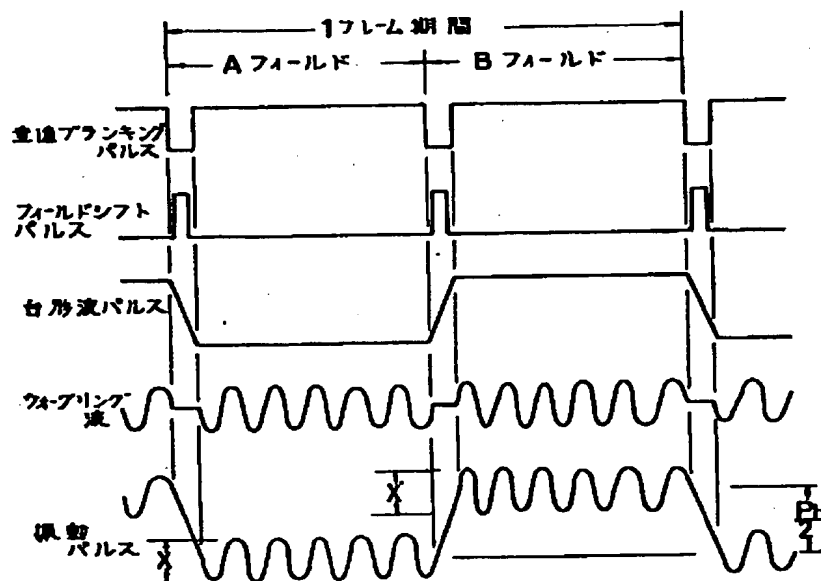 1フレーム期間
Aフィールド
Bフィールド
垂直ブランキング
パルス
フィールドシフト
パルス
台形波パルス
ウォーブリング
波
X
PH
2
振動
パルス
X